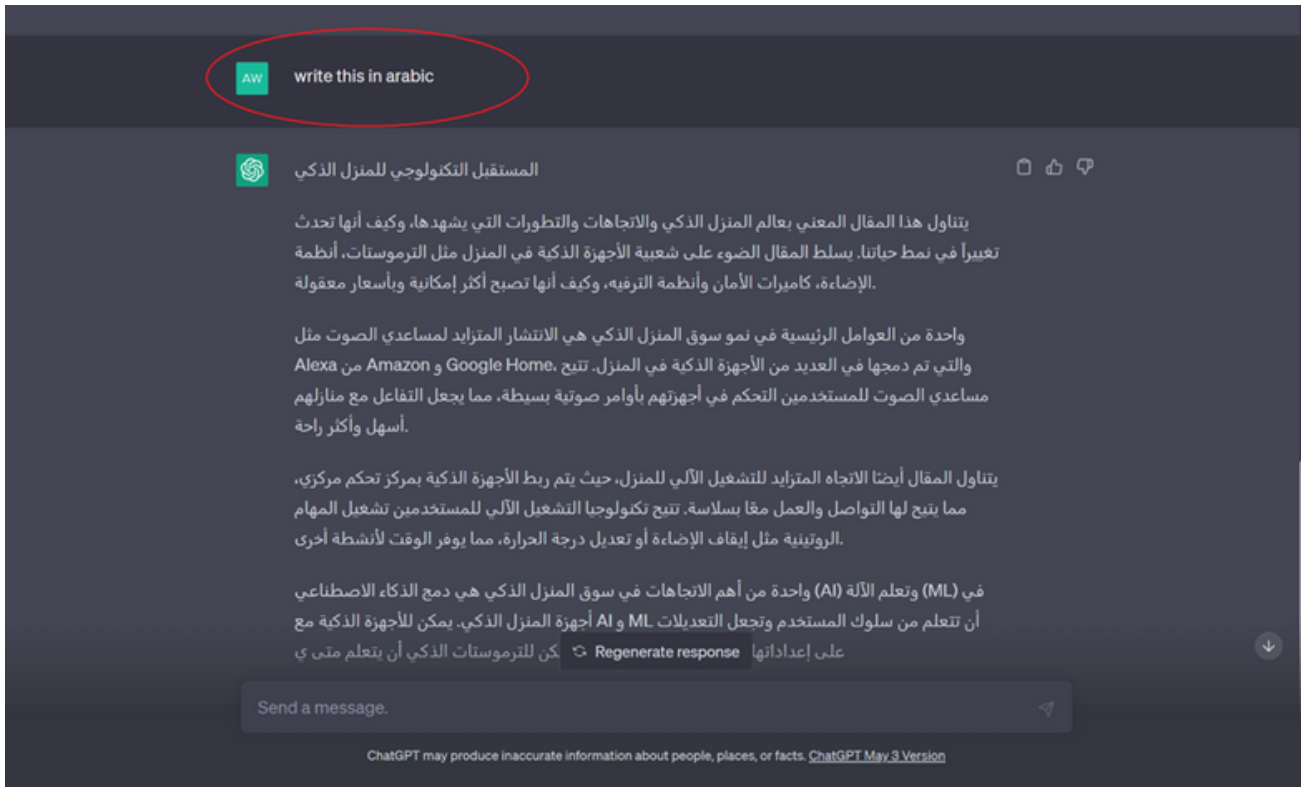 AW
write this in arabic
المستقبل التكنولوجي للمنزل الذكي
يتناول هذا المقال المعني بعالم المنزل الذكي والاتجاهات والتطورات التي يشهدها، وكيف أنها تحدث
تغييراً في نمط حياتنا. يسلط المقال الضوء على شعبية الأجهزة الذكية في المنزل مثل الترموستات، أنظمة
الإضاءة، كاميرات الأمان وأنظمة الترفيه، وكيف أنها تصبح أكثر إمكانية وبأسعار معقولة.
واحدة من العوامل الرئيسية في نمو سوق المنزل الذكي هي الانتشار المتزايد لمساعدي الصوت مثل
Alexa من Amazon و Google Home، والتي تم دمجها في العديد من الأجهزة الذكية في المنزل. تتيح
مساعدي الصوت للمستخدمين التحكم في أجهزتهم بأوامر صوتية بسيطة، مما يجعل التفاعل مع منازلهم
أسهل وأكثر راحة.
يتناول المقال أيضًا الاتجاه المتزايد للتشغيل الآلي للمنزل، حيث يتم ربط الأجهزة الذكية بمركز تحكم مركزي،
مما يتيح لها التواصل والعمل معًا بسلاسة. تتيح تكنولوجيا التشغيل الآلي للمستخدمين تشغيل المهام
الروتينية مثل إيقاف الإضاءة أو تعديل درجة الحرارة، مما يوفر الوقت لأنشطة أخرى.
واحدة من أهم الاتجاهات في سوق المنزل الذكي هي دمج الذكاء الاصطناعي (AI) وتعلم الآلة (ML) في
أجهزة المنزل الذكي. يمكن للأجهزة الذكية مع AI و ML أن تتعلم من سلوك المستخدم وتجعل التعديلات
على إعداداتها كن للترموستات الذكي أن يتعلم متى ي
Regenerate response
Send a message.
ChatGPT may produce inaccurate information about people, places, or facts. ChatGPT May 3 Version